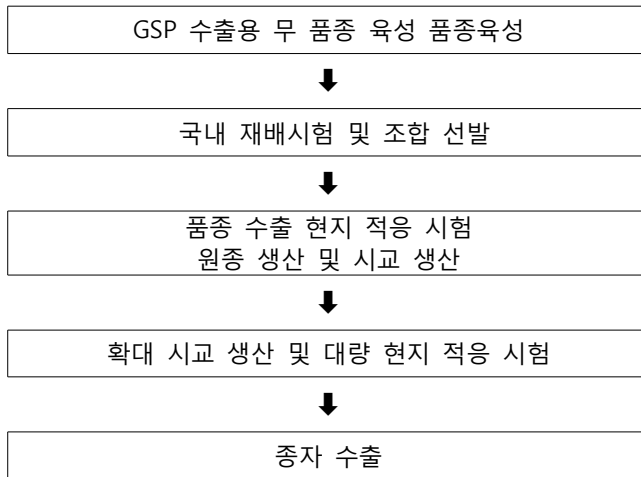 GSP 수출용 무 품종 육성 품종육성
국내 재배시험 및 조합 선발
품종 수출 현지 적응 시험
원종 생산 및 시교 생산
확대 시교 생산 및 대량 현지 적응 시험
종자 수출